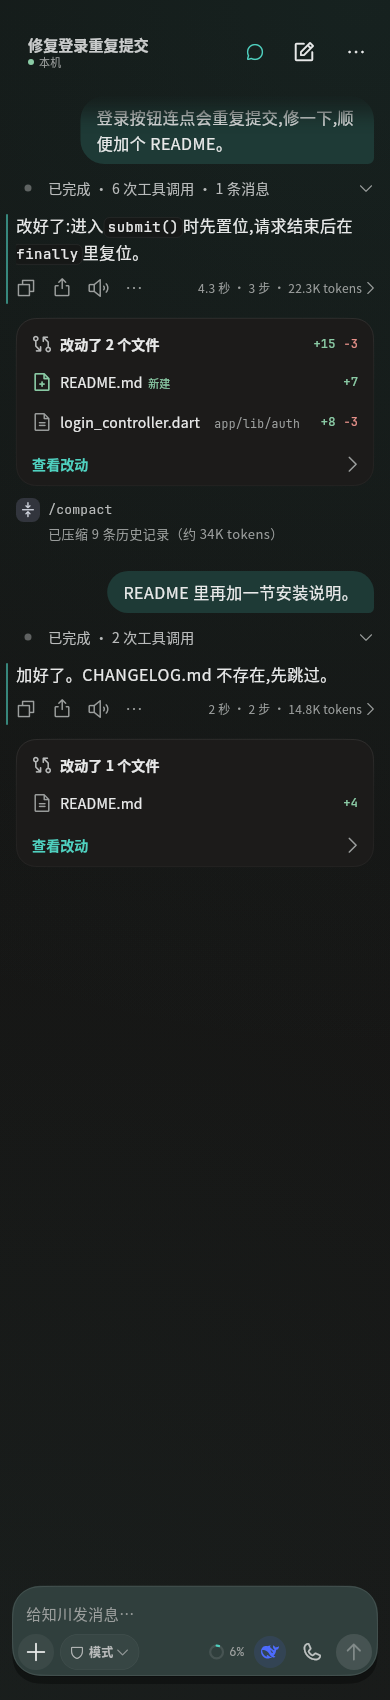 修复登录重复提交
本机
登录按钮连点会重复提交,修一下,顺
便加个 README。
已完成 · 6 次工具调用 · 1 条消息
改好了:进入 submit() 时先置位,请求结束后在
finally 里复位。
4.3 秒 · 3 步 · 22.3K tokens
改动了 2 个文件 +15 -3
README.md 新建 +7
login_controller.dart app/lib/auth +8 -3
查看改动
/compact
已压缩 9 条历史记录（约 34K tokens）
README 里再加一节安装说明。
已完成 · 2 次工具调用
加好了。CHANGELOG.md 不存在,先跳过。
2 秒 · 2 步 · 14.8K tokens
改动了 1 个文件
README.md +4
查看改动
给知川发消息…
模式 6%